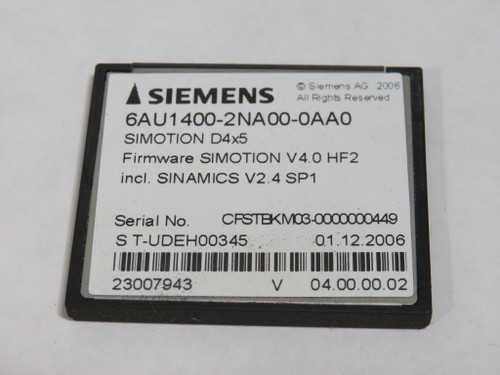 SIEMENS
© Siemens AG 2006
All Rights Reserved
6AU1400-2NA00-0AA0
SIMOTION D4x5
Firmware SIMOTION V4.0 HF2
incl. SINAMICS V2.4 SP1
Serial No. CFSTBKM03-0000000449
S T-UDEH00345 01.12.2006
23007943 V 04.00.00.02